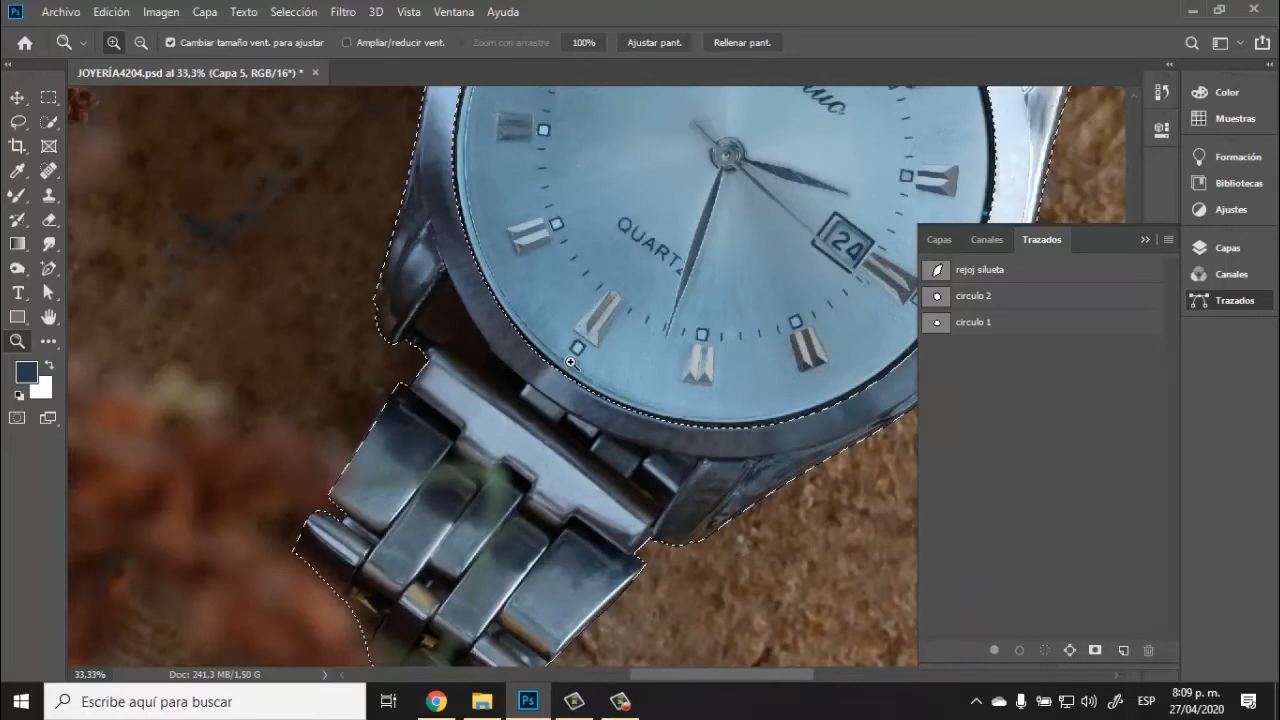 Ps Archivo Edición Imagen Capa Texto Selección Filtro 3D Vista Ventana Ayuda
Cambiar tamaño vent. para ajustar Ampliar/reducir vent. Zoom con arrastre 100% Ajustar pant. Rellenar pant.
JOYERÍA4204.psd al 33,3% (Capa 5, RGB/16*) *
QUARTZ
24
Capas Canales Trazados
rejoj silueta
circulo 2
circulo 1
Color
Muestras
Formación
Bibliotecas
Ajustes
Capas
Canales
Trazados
33,33% Doc: 241,3 MB/1,50 G
Escribe aquí para buscar
Ps
ESP
8:09 p. m.
27/04/2020